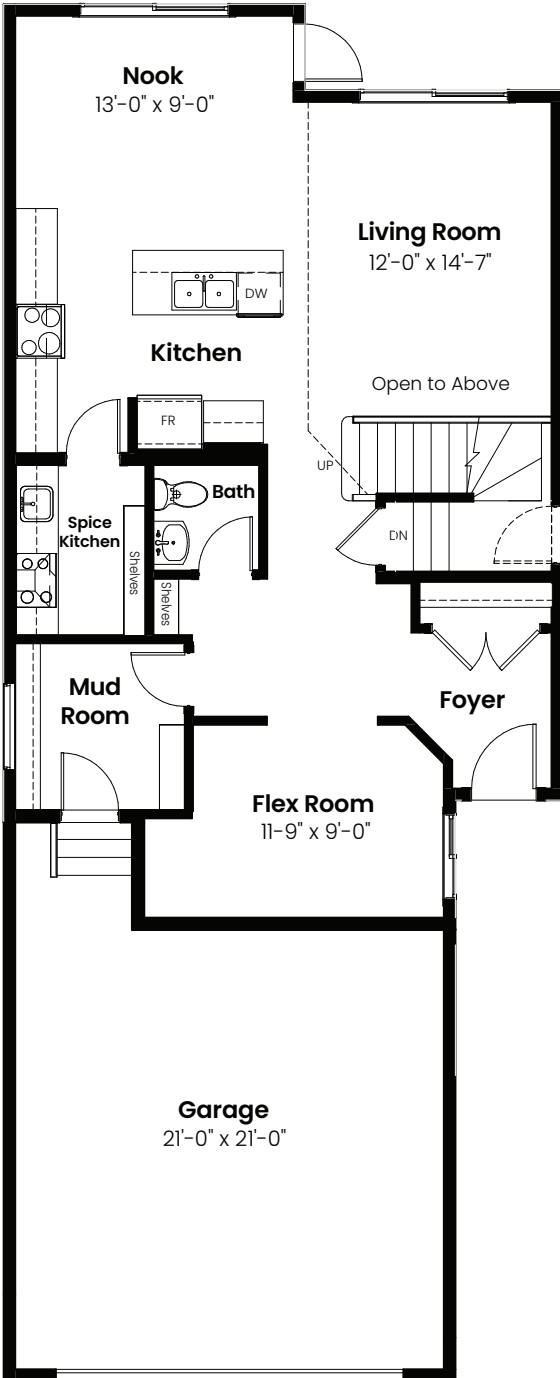 Nook
13'-0" x 9'-0"
Living Room
12'-0" x 14'-7"
DW
Kitchen
Open to Above
FR
UP
Bath
Spice
Kitchen
Shelves
Shelves
DN
Mud
Room
Foyer
Flex Room
11-9" x 9'-0"
Garage
21'-0" x 21'-0"